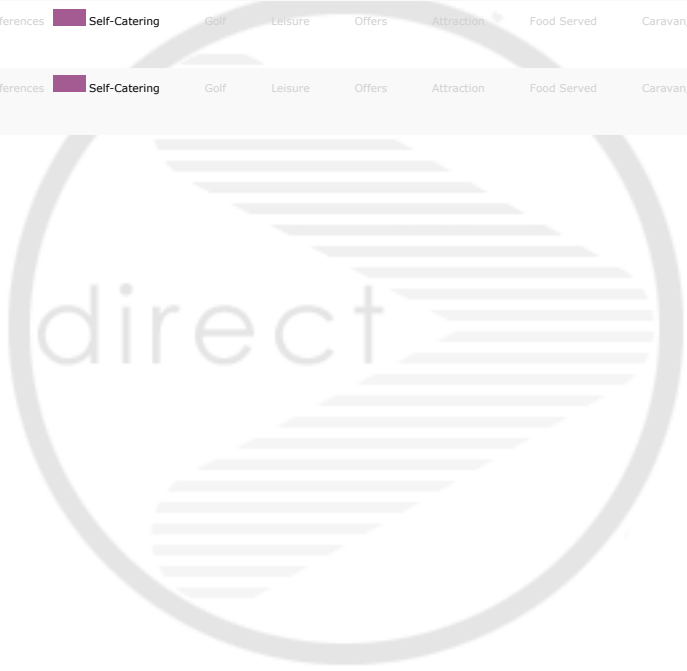 ferences Self-Catering Golf Leisure Offers Attraction Food Served Caravan
ferences Self-Catering Golf Leisure Offers Attraction Food Served Caravan
direct